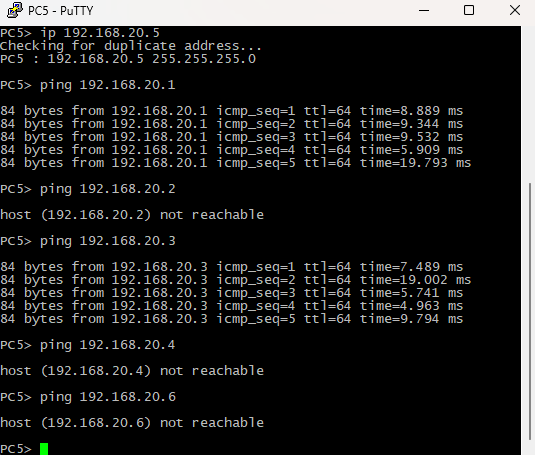 PC5 - PuTTY
PC5> ip 192.168.20.5
Checking for duplicate address...
PC5 : 192.168.20.5 255.255.255.0
PC5> ping 192.168.20.1
84 bytes from 192.168.20.1 icmp_seq=1 ttl=64 time=8.889 ms
84 bytes from 192.168.20.1 icmp_seq=2 ttl=64 time=9.344 ms
84 bytes from 192.168.20.1 icmp_seq=3 ttl=64 time=9.532 ms
84 bytes from 192.168.20.1 icmp_seq=4 ttl=64 time=5.909 ms
84 bytes from 192.168.20.1 icmp_seq=5 ttl=64 time=19.793 ms
PC5> ping 192.168.20.2
host (192.168.20.2) not reachable
PC5> ping 192.168.20.3
84 bytes from 192.168.20.3 icmp_seq=1 ttl=64 time=7.489 ms
84 bytes from 192.168.20.3 icmp_seq=2 ttl=64 time=19.002 ms
84 bytes from 192.168.20.3 icmp_seq=3 ttl=64 time=5.741 ms
84 bytes from 192.168.20.3 icmp_seq=4 ttl=64 time=4.963 ms
84 bytes from 192.168.20.3 icmp_seq=5 ttl=64 time=9.794 ms
PC5> ping 192.168.20.4
host (192.168.20.4) not reachable
PC5> ping 192.168.20.6
host (192.168.20.6) not reachable
PC5>